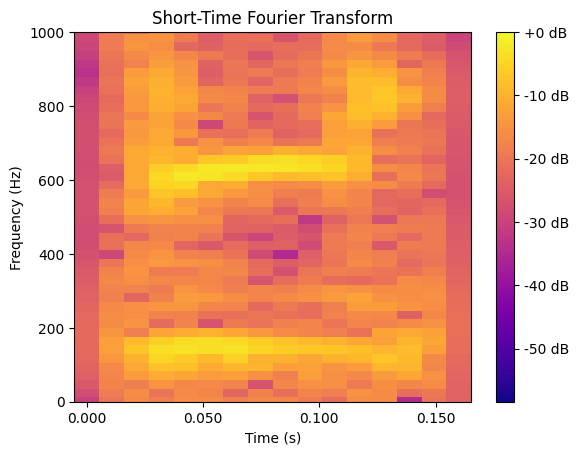 Short-Time Fourier Transform
1000
800
600
400
200
0
Frequency (Hz)
0.000
0.050
0.100
0.150
Time (s)
+0 dB
-10 dB
-20 dB
-30 dB
-40 dB
-50 dB